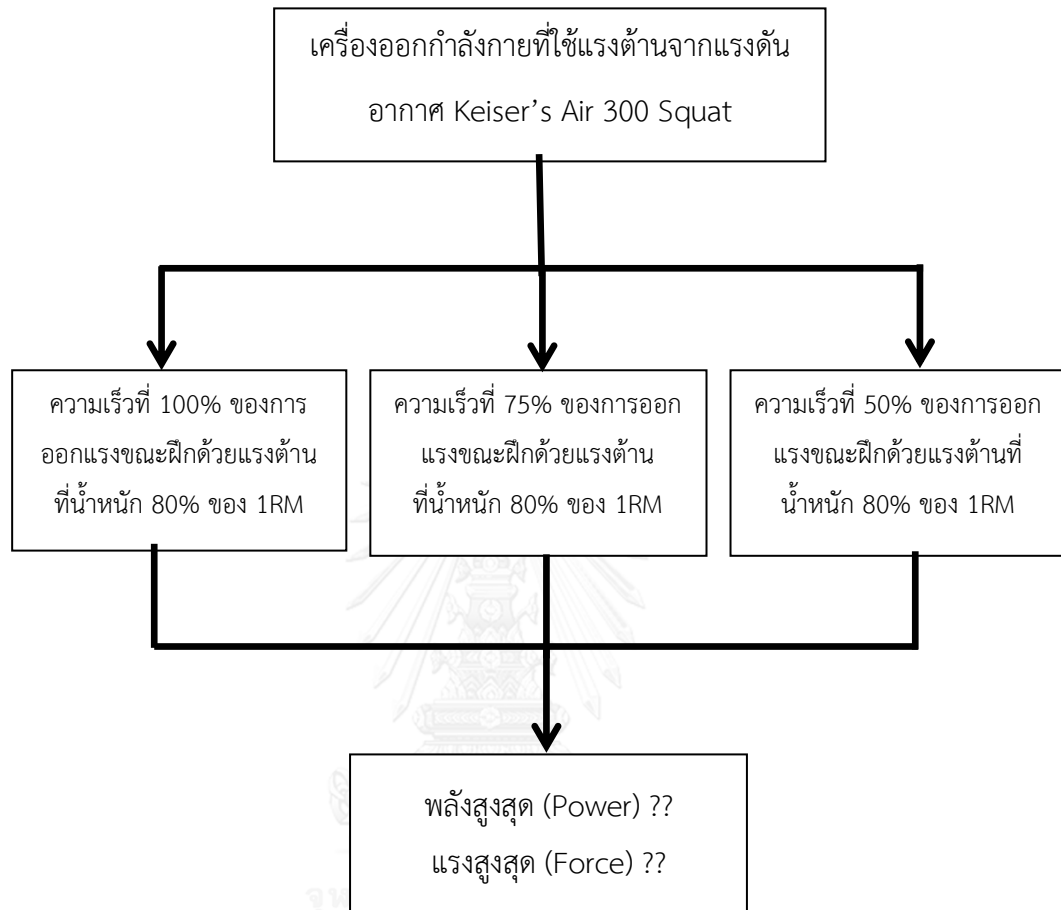 เครื่องออกกำลังกายที่ใช้แรงต้านจากแรงดัน
อากาศ Keiser's Air 300 Squat
ความเร็วที่ 100% ของการ
ออกแรงขณะฝึกด้วยแรงต้าน
ที่น้ำหนัก 80% ของ 1RM
ความเร็วที่ 75% ของการออก
แรงขณะฝึกด้วยแรงต้าน
ที่น้ำหนัก 80% ของ 1RM
ความเร็วที่ 50% ของการออก
แรงขณะฝึกด้วยแรงต้านที่
น้ำหนัก 80% ของ 1RM
พลังสูงสุด (Power) ??
แรงสูงสุด (Force) ??